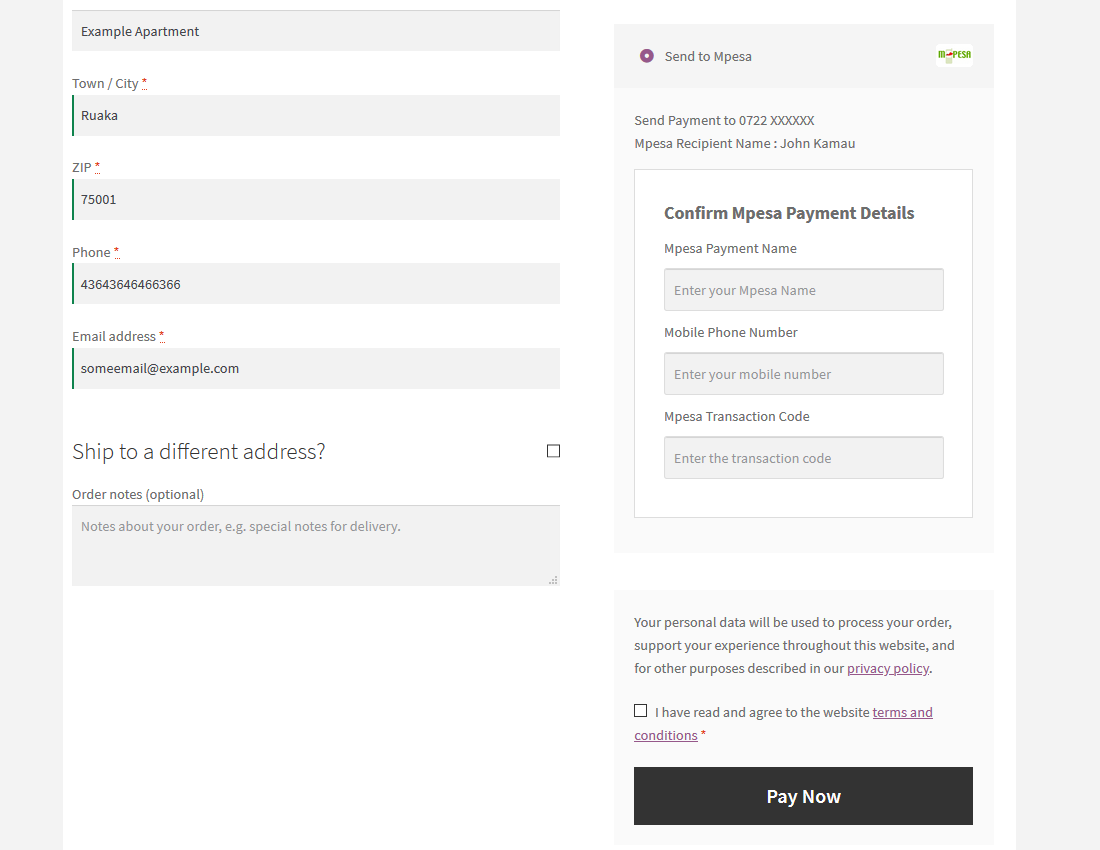 Example Apartment
Town / City *
Ruaka
ZIP *
75001
Phone *
43643646466366
Email address *
someemail@example.com
Ship to a different address?
Order notes (optional)
Notes about your order, e.g. special notes for delivery.
Send to Mpesa
M-PESA
Send Payment to 0722 XXXXXX
Mpesa Recipient Name : John Kamau
Confirm Mpesa Payment Details
Mpesa Payment Name
Enter your Mpesa Name
Mobile Phone Number
Enter your mobile number
Mpesa Transaction Code
Enter the transaction code
Your personal data will be used to process your order,
support your experience throughout this website, and
for other purposes described in our privacy policy.
I have read and agree to the website terms and
conditions *
Pay Now